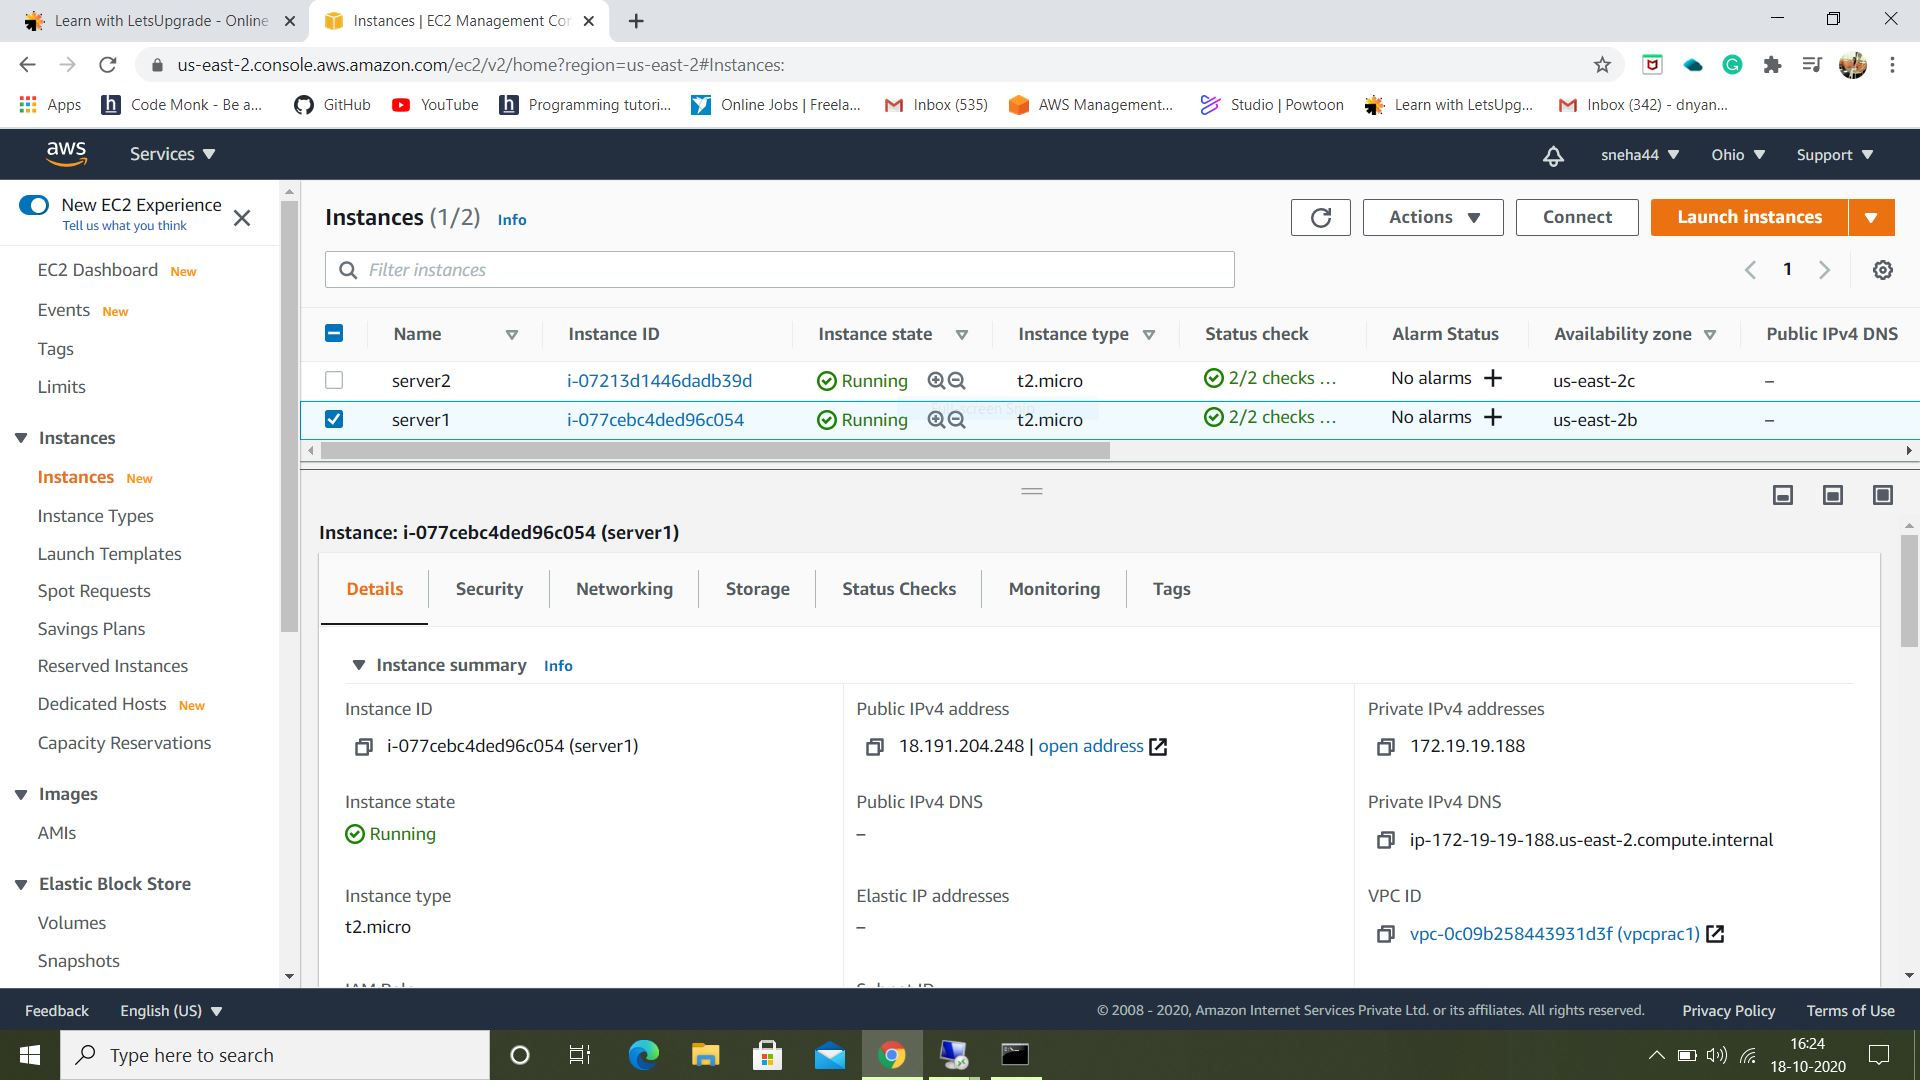 Learn with LetsUpgrade - Online
Instances | EC2 Management Cor
us-east-2.console.aws.amazon.com/ec2/v2/home?region=us-east-2#Instances:
Apps
Code Monk - Be a...
GitHub
YouTube
Programming tutori...
Online Jobs | Freela...
Inbox (535)
AWS Management...
Studio | Powtoon
Learn with LetsUpg...
Inbox (342) - dnyan...
aws
Services
sneha44
Ohio
Support
New EC2 Experience
Tell us what you think
EC2 Dashboard New
Events New
Tags
Limits
Instances
Instances New
Instance Types
Launch Templates
Spot Requests
Savings Plans
Reserved Instances
Dedicated Hosts New
Capacity Reservations
Images
AMIs
Elastic Block Store
Volumes
Snapshots
Instances (1/2) Info
Actions
Connect
Launch instances
Filter instances
1
Name Instance ID Instance state Instance type Status check Alarm Status Availability zone Public IPv4 DNS
server2 i-07213d1446dadb39d Running t2.micro 2/2 checks ... No alarms + us-east-2c –
server1 i-077cebc4ded96c054 Running t2.micro 2/2 checks ... No alarms + us-east-2b –
Instance: i-077cebc4ded96c054 (server1)
Details Security Networking Storage Status Checks Monitoring Tags
Instance summary Info
Instance ID
i-077cebc4ded96c054 (server1)
Public IPv4 address
18.191.204.248 | open address
Private IPv4 addresses
172.19.19.188
Instance state
Running
Public IPv4 DNS
–
Private IPv4 DNS
ip-172-19-19-188.us-east-2.compute.internal
Instance type
t2.micro
Elastic IP addresses
–
VPC ID
vpc-0c09b258443931d3f (vpcprac1)
Feedback
English (US)
© 2008 - 2020, Amazon Internet Services Private Ltd. or its affiliates. All rights reserved.
Privacy Policy
Terms of Use
Type here to search
16:24
18-10-2020